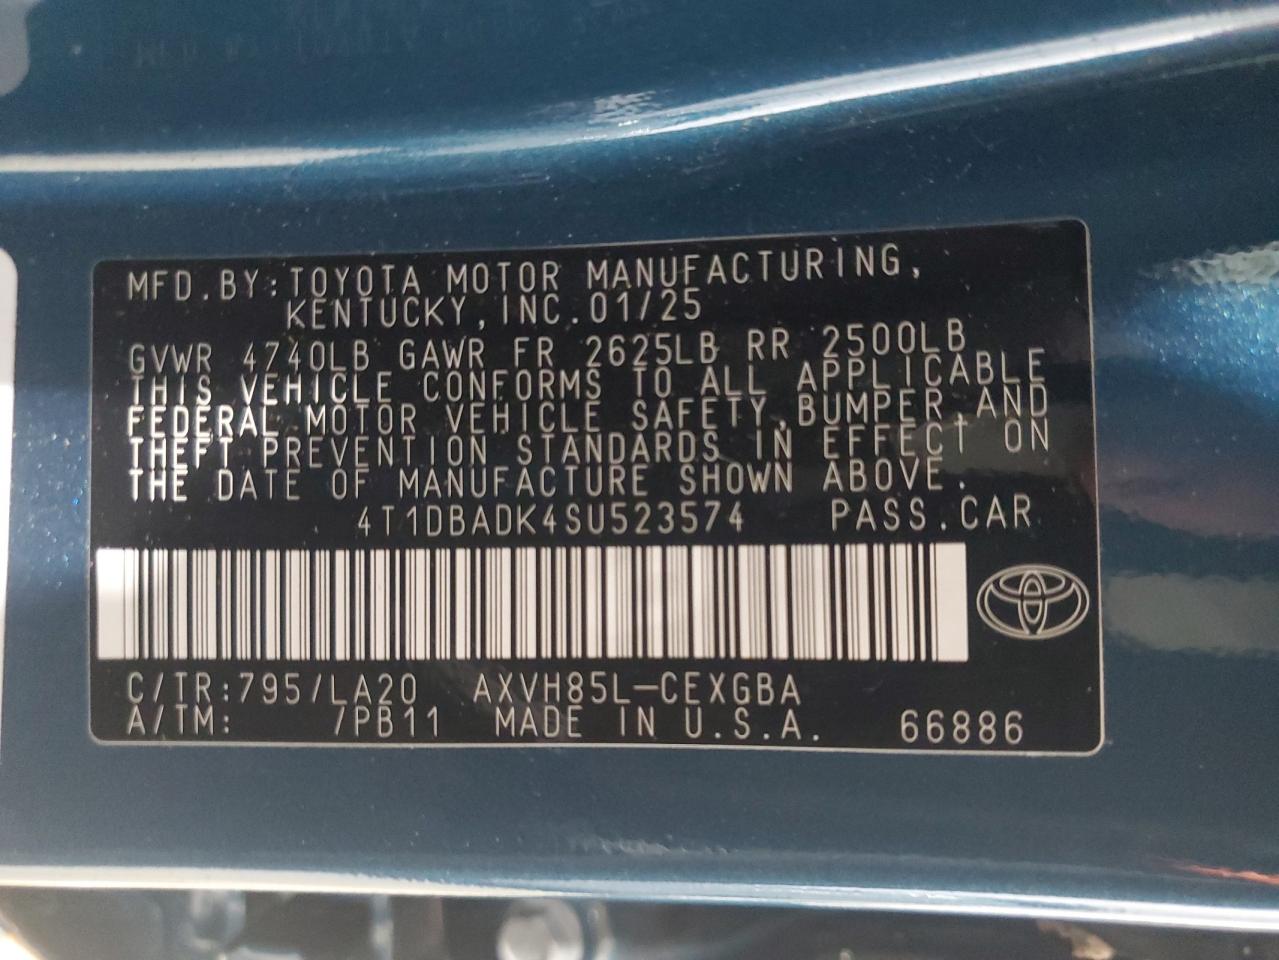 MFD.BY:TOYOTA MOTOR MANUFACTURING,
KENTUCKY,INC.01/25
GVWR 4740LB GAWR FR 2625LB RR 2500LB
THIS VEHICLE CONFORMS TO ALL APPLICABLE
FEDERAL MOTOR VEHICLE SAFETY,BUMPER,AND
THEFT PREVENTION STANDARDS IN EFFECT ON
THE DATE OF MANUFACTURE SHOWN ABOVE.
4T1DBADK4SU523574 PASS.CAR
C/TR:795/LA20 AXVH85L-CEXGBA
A/TM: /PB11 MADE IN U.S.A. 66886